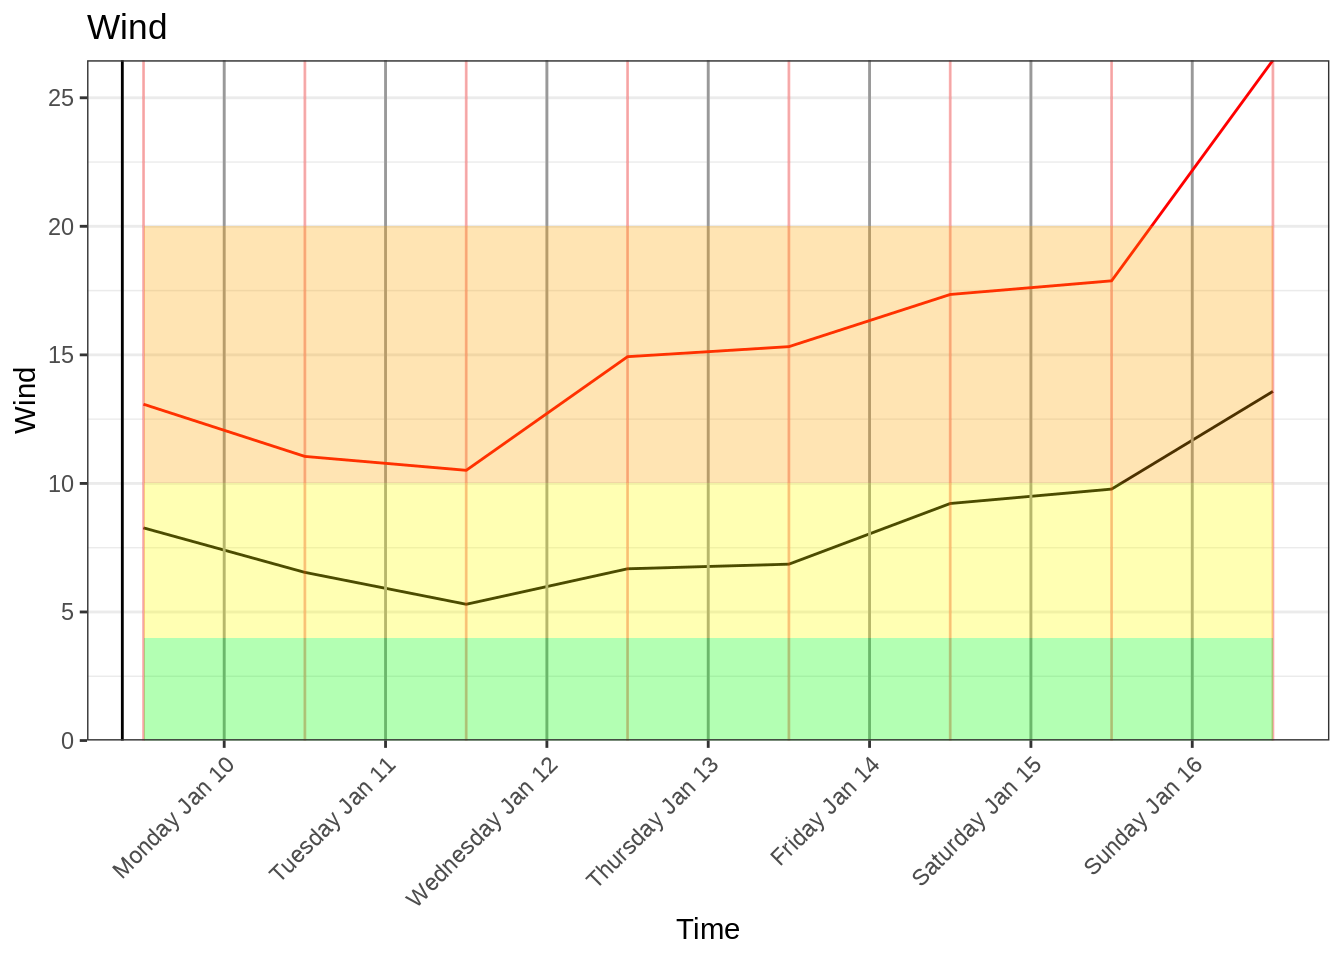 Wind
25
20
15
10
5
0
Wind
Monday Jan 10
Tuesday Jan 11
Wednesday Jan 12
Thursday Jan 13
Friday Jan 14
Saturday Jan 15
Sunday Jan 16
Time